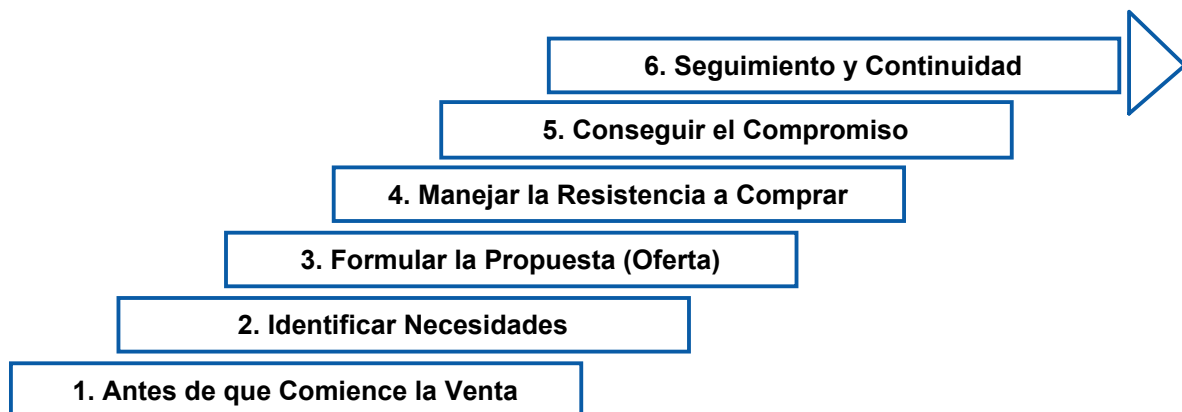 6. Seguimiento y Continuidad
5. Conseguir el Compromiso
4. Manejar la Resistencia a Comprar
3. Formular la Propuesta (Oferta)
2. Identificar Necesidades
1. Antes de que Comience la Venta